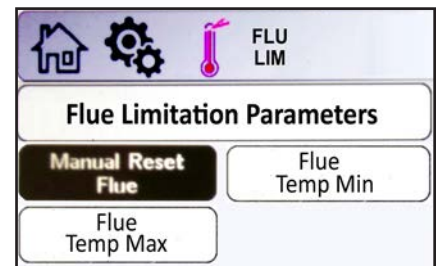 FLU
LIM
Flue Limitation Parameters
Manual Reset
Flue
Flue
Temp Min
Flue
Temp Max